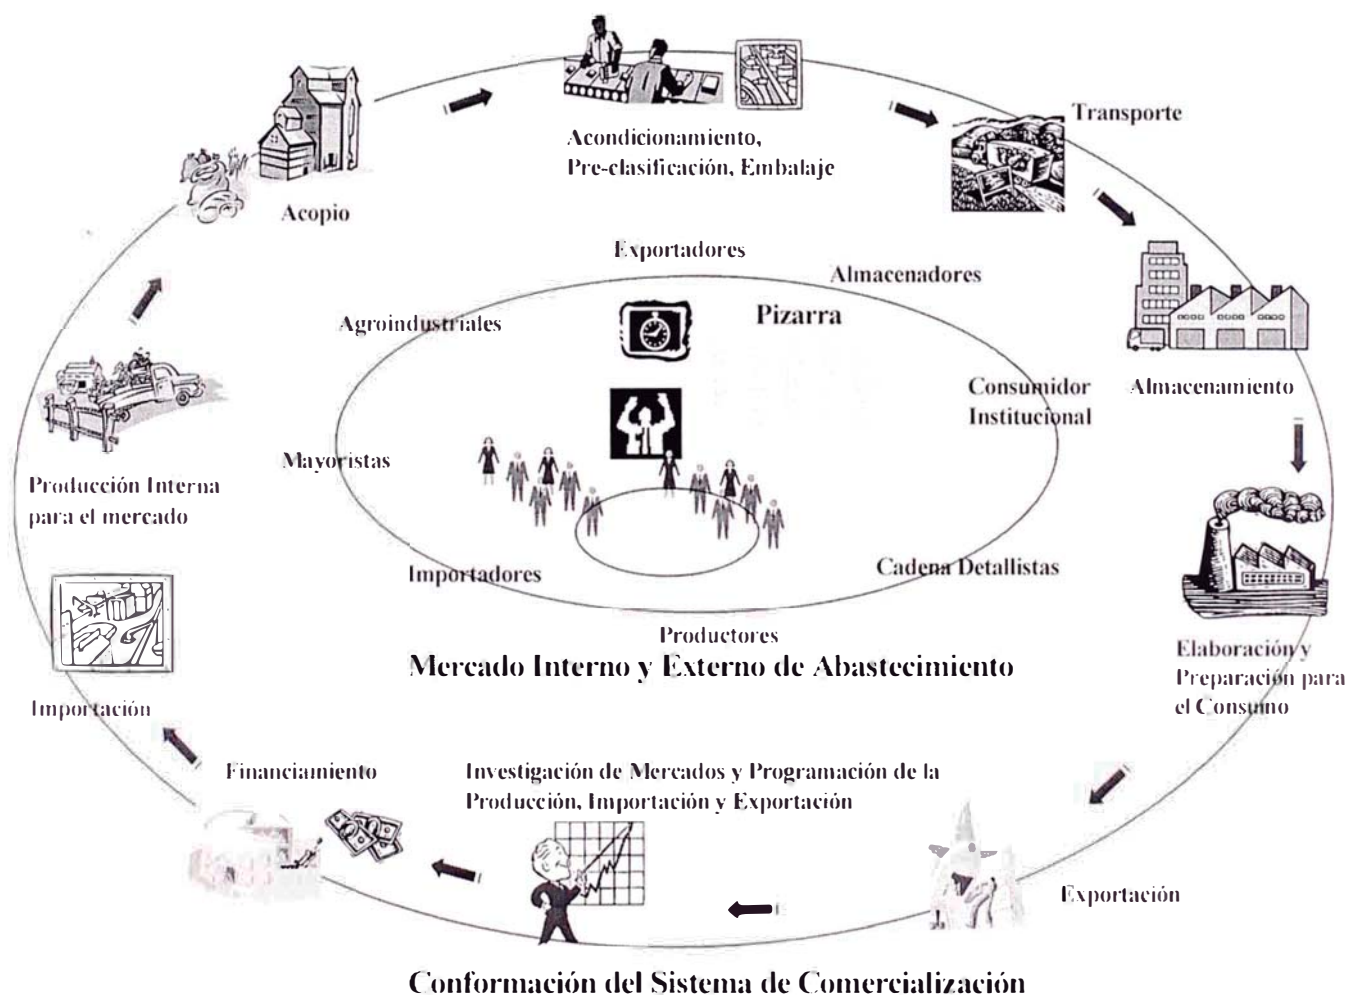 Transporte
Acondicionamiento,
Pre-clasificación, Embalaje
Acopio
Exportadores
Almacenadores
Pizarra
Agroindustriales
Consumidor
Institucional
Almacenamiento
Mayoristas
Producción Interna
para el mercado
Importadores
Cadena Detallistas
Productores
Mercado Interno y Externo de Abastecimiento
Elaboración y
Preparación para
el Consumo
Importación
Financiamiento
Investigación de Mercados y Programación de la
Producción, Importación y Exportación
Exportación
Conformación del Sistema de Comercialización